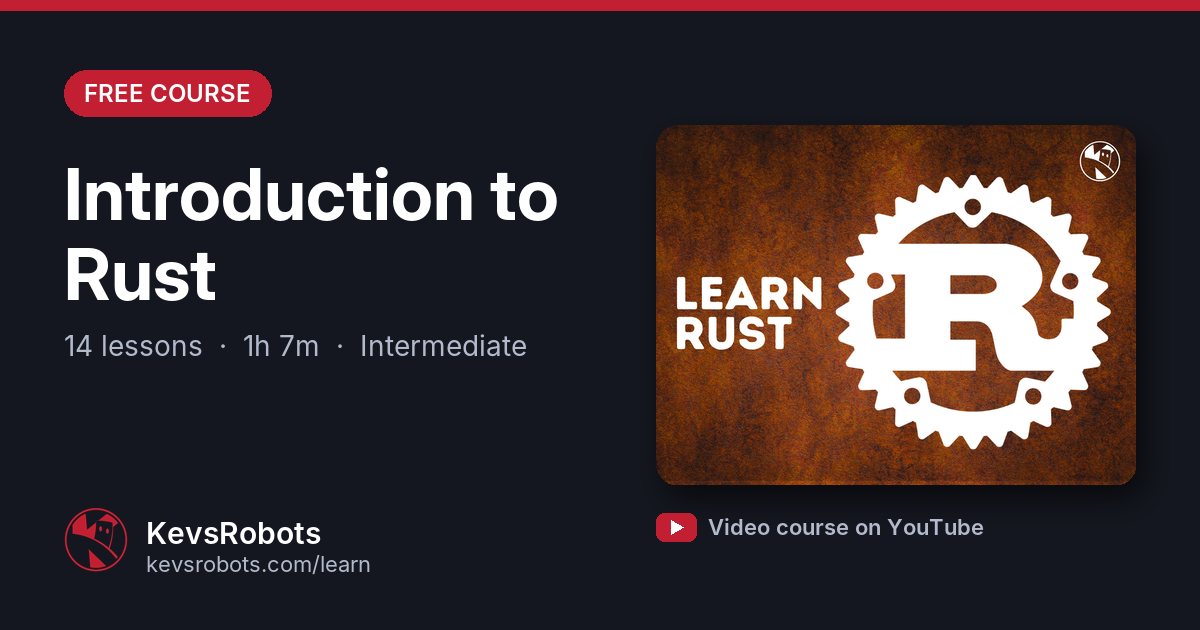 FREE COURSE
Introduction to
Rust
14 lessons · 1h 7m · Intermediate
LEARN
RUST
R
KevsRobots
kevsrobots.com/learn
Video course on YouTube